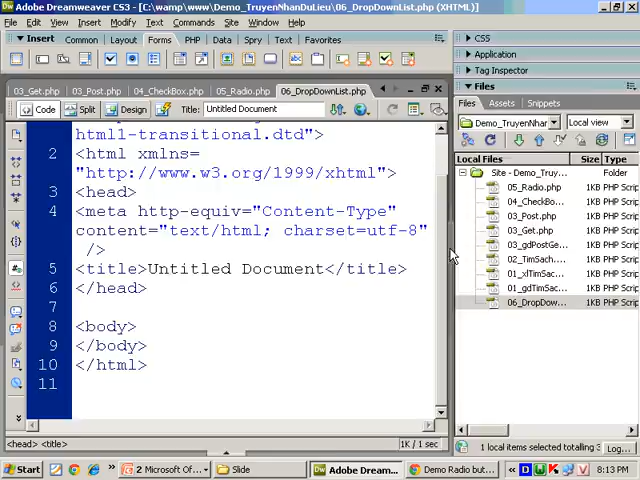 Adobe Dreamweaver CS3 - [C:\wamp\www\Demo_TruyenNhanDuLieu\06_DropDownList.php (XHTML)]
File Edit View Insert Modify Text Commands Site Window Help
Insert Common Layout Forms PHP Data Spry Text Favorites
CSS
Application
Tag Inspector
Files
03_Get.php 03_Post.php 04_CheckBox.php 05_Radio.php 06_DropDownList.php
Code Split Design Title: Untitled Document
Files Assets Snippets
Demo_TruyenNhar Local view
Local Files Size Type
Site - Demo_Truye...
05_Radio.php 1KB PHP Scrip
04_CheckBo... 1KB PHP Scrip
03_Post.php 1KB PHP Scrip
03_Get.php 1KB PHP Scrip
03_gdPostGe... 1KB PHP Scrip
02_TimSach.... 1KB PHP Scrip
01_xlTimSac... 1KB PHP Scrip
01_gdTimSac... 1KB PHP Scrip
06_DropDow... 1KB PHP Scrip
html1-transitional.dtd">
2 <html xmlns=
"http://www.w3.org/1999/xhtml">
3 <head>
4 <meta http-equiv="Content-Type"
content="text/html; charset=utf-8"
/>
5 <title>Untitled Document</title>
6 </head>
7
8 <body>
9 </body>
10 </html>
11
<head> <title> 1K / 1 sec
1 local items selected totalling 3 Log...
Start 2 Microsoft Of... Slide Adobe Dream... Demo Radio but... 8:13 PM